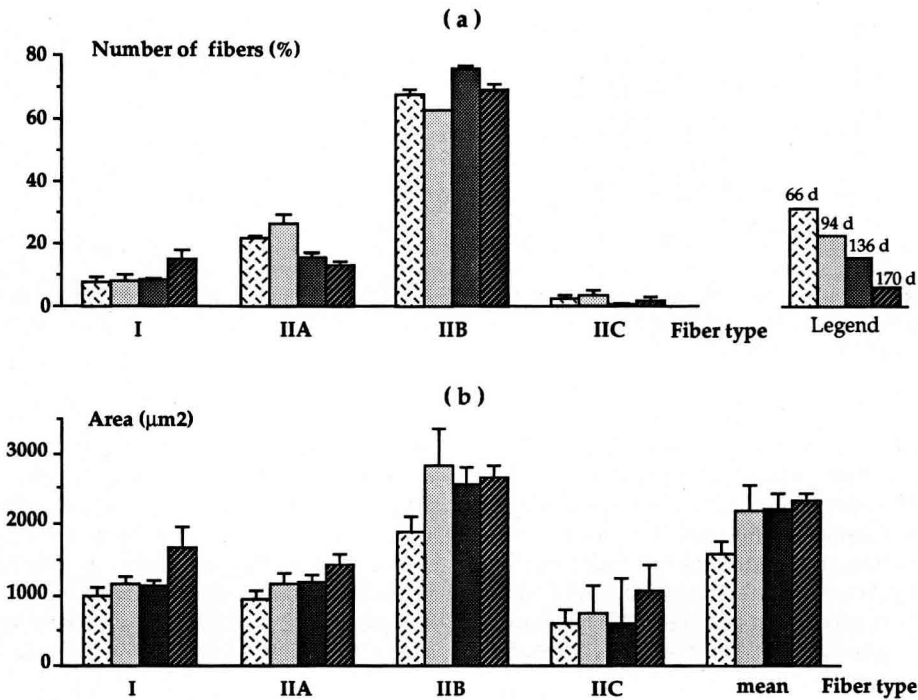 ( a )
Number of fibers (%)
80
60
40
20
0
I IIA IIB IIC Fiber type
66 d
94 d
136 d
170 d
Legend
( b )
Area (µm2)
3000
2000
1000
0
I IIA IIB IIC mean Fiber type